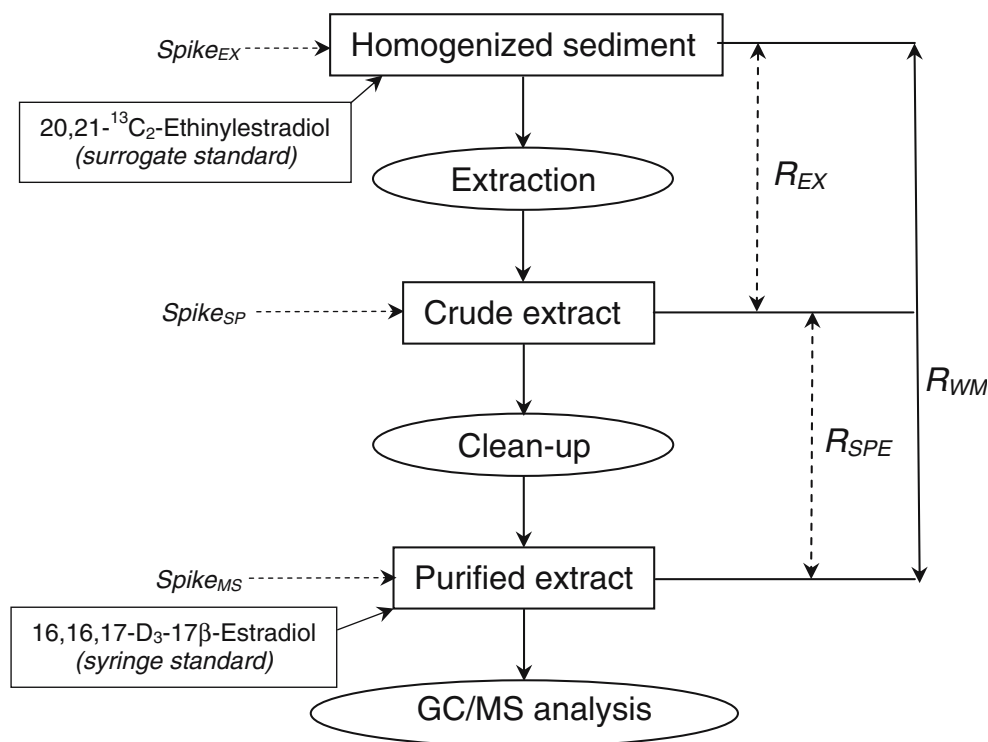 Spike_EX
Homogenized sediment
20,21-¹³C₂-Ethinylestradiol
(surrogate standard)
Extraction
R_EX
Spike_SP
Crude extract
R_WM
Clean-up
R_SPE
Spike_MS
Purified extract
16,16,17-D₃-17β-Estradiol
(syringe standard)
GC/MS analysis